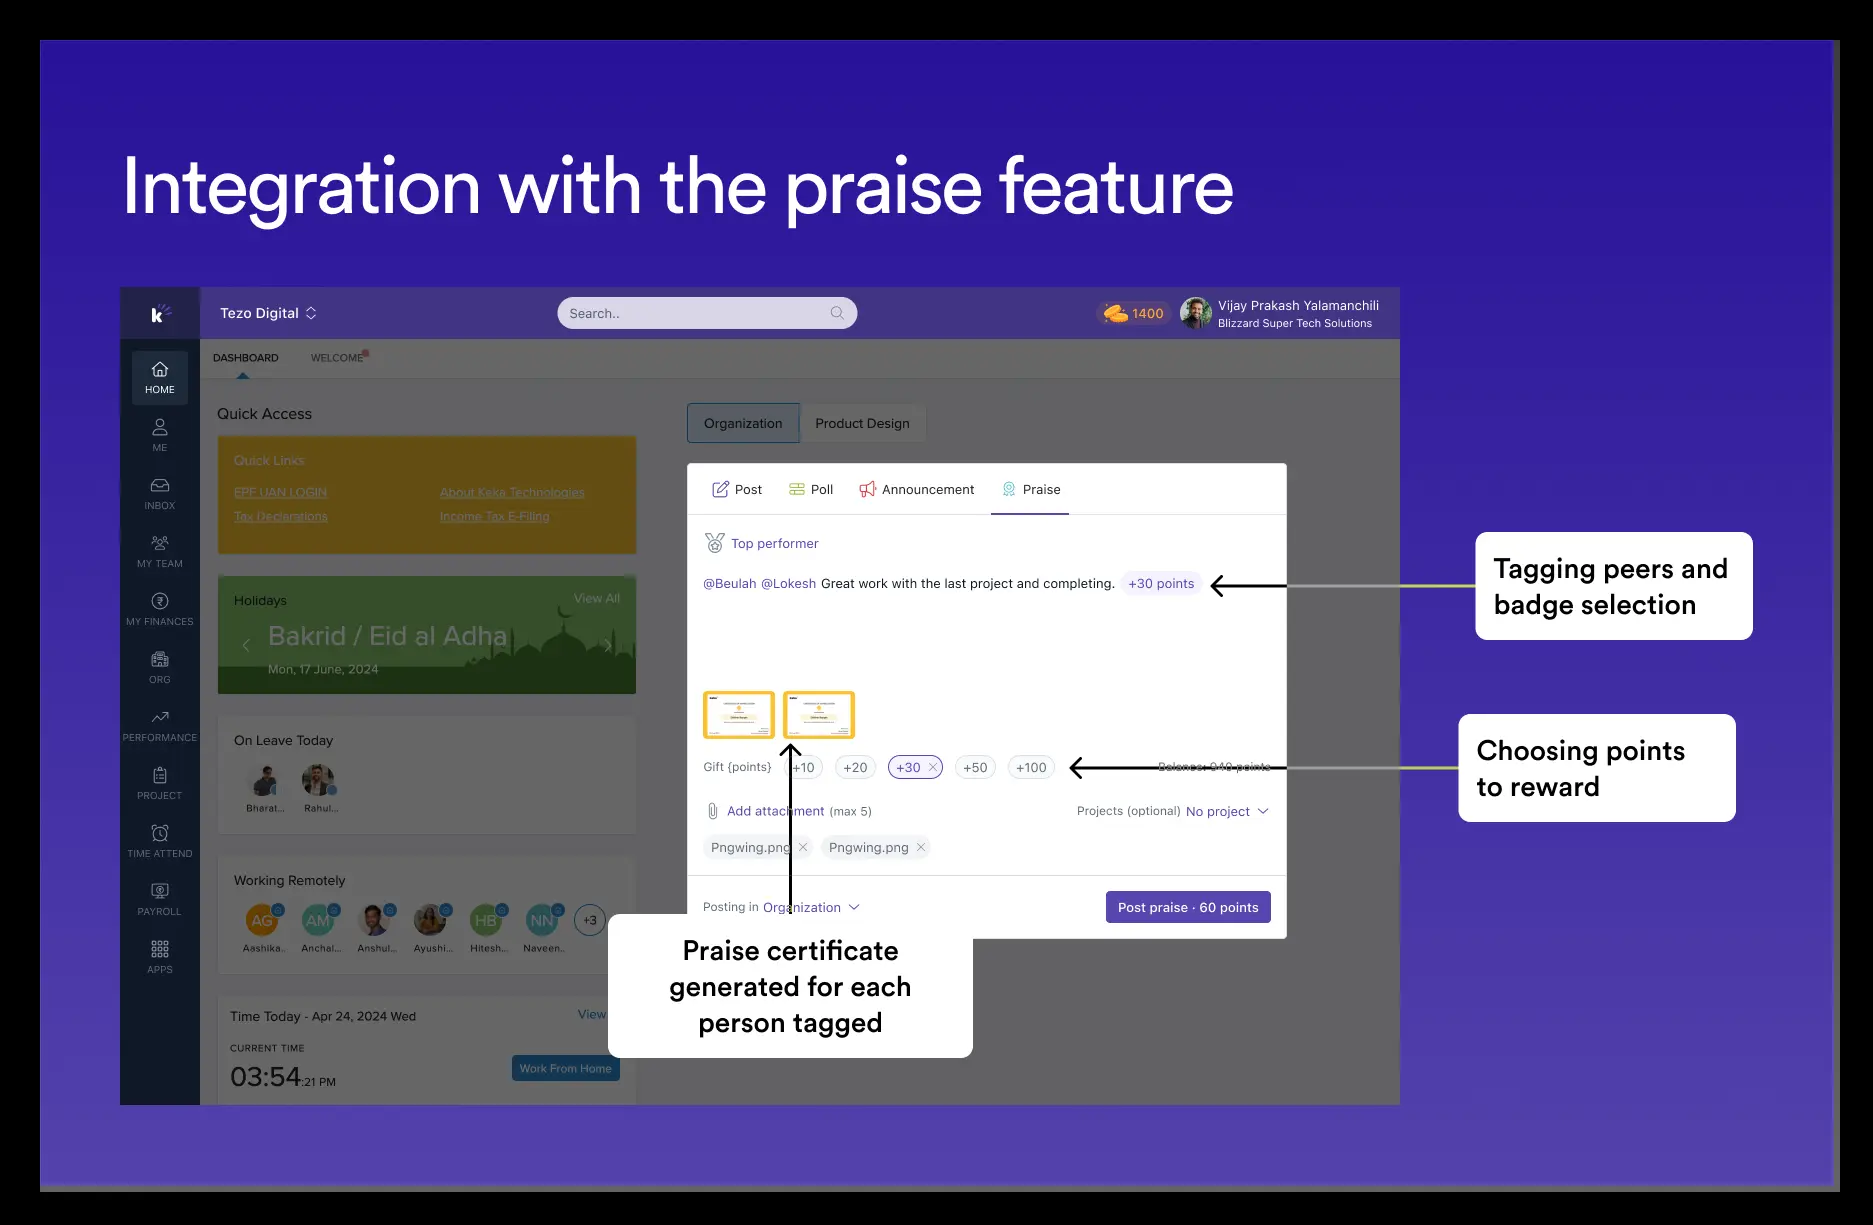 Integration with the praise feature
k
Tezo Digital
Search..
1400
Vijay Prakash Yalamanchili
Blizzard Super Tech Solutions
DASHBOARD
WELCOME
HOME
ME
INBOX
MY TEAM
MY FINANCES
ORG
PERFORMANCE
PROJECT
TIME ATTEND
PAYROLL
APPS
Quick Access
Quick Links
EPF UAN LOGIN
About Keka Technologies
Tax Declarations
Income Tax E-Filing
Holidays
View All
Bakrid / Eid al Adha
Mon, 17 June, 2024
On Leave Today
Bharat...
Rahul...
Working Remotely
AG
AM
HB
NN
+3
Aashika..
Anchal...
Anshul...
Ayushi...
Hitesh...
Naveen..
Time Today - Apr 24, 2024 Wed
View
CURRENT TIME
03:54:21 PM
Work From Home
Organization
Product Design
Post
Poll
Announcement
Praise
Top performer
@Beulah @Lokesh Great work with the last project and completing. +30 points
Gift {points}
+10
+20
+30
+50
+100
Balance: 940 points
Add attachment (max 5)
Projects (optional) No project
Pngwing.png
Pngwing.png
Posting in Organization
Post praise · 60 points
Tagging peers and
badge selection
Choosing points
to reward
Praise certificate
generated for each
person tagged